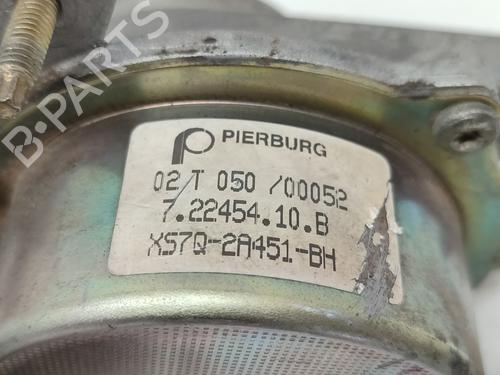 B-PARTS
PIERBURG
02/T 050 /00052
7.22454.10.B
XS7Q-2A451-BH